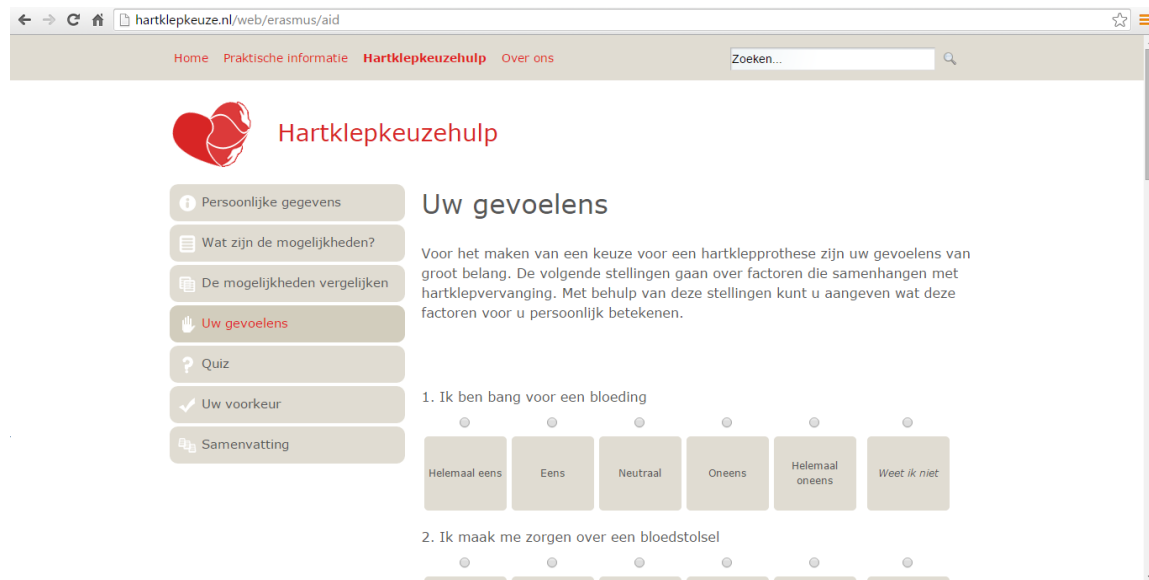 hartklepkeuze.nl/web/erasmus/aid
Home Praktische informatie Hartklepkeuzehulp Over ons Zoeken...
Hartklepkeuzehulp
Persoonlijke gegevens
Wat zijn de mogelijkheden?
De mogelijkheden vergelijken
Uw gevoelens
Quiz
Uw voorkeur
Samenvatting
Uw gevoelens
Voor het maken van een keuze voor een hartklepprothese zijn uw gevoelens van
groot belang. De volgende stellingen gaan over factoren die samenhangen met
hartklepvervanging. Met behulp van deze stellingen kunt u aangeven wat deze
factoren voor u persoonlijk betekenen.
1. Ik ben bang voor een bloeding
Helemaal eens Eens Neutraal Oneens Helemaal oneens Weet ik niet
2. Ik maak me zorgen over een bloedstolsel